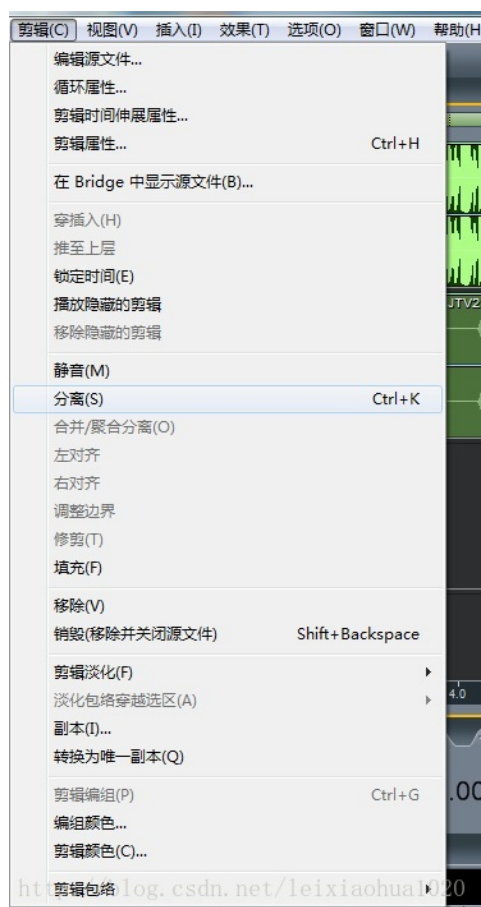 剪辑(C) 视图(V) 插入(I) 效果(T) 选项(O) 窗口(W) 帮助(H
编辑源文件...
循环属性...
剪辑时间伸展属性...
剪辑属性... Ctrl+H
在 Bridge 中显示源文件(B)...
穿插入(H)
推至上层
锁定时间(E)
播放隐藏的剪辑
JTV2
移除隐藏的剪辑
静音(M)
分离(S) Ctrl+K
合并/聚合分离(O)
左对齐
右对齐
调整边界
修剪(T)
填充(F)
移除(V)
销毁(移除并关闭源文件) Shift+Backspace
剪辑淡化(F)
淡化包络穿越选区(A)
4.0
副本(I)...
转换为唯一副本(Q)
剪辑编组(P) Ctrl+G
.00
编组颜色...
剪辑颜色(C)...
剪辑包络
blog.csdn.net/leixiaohua1020